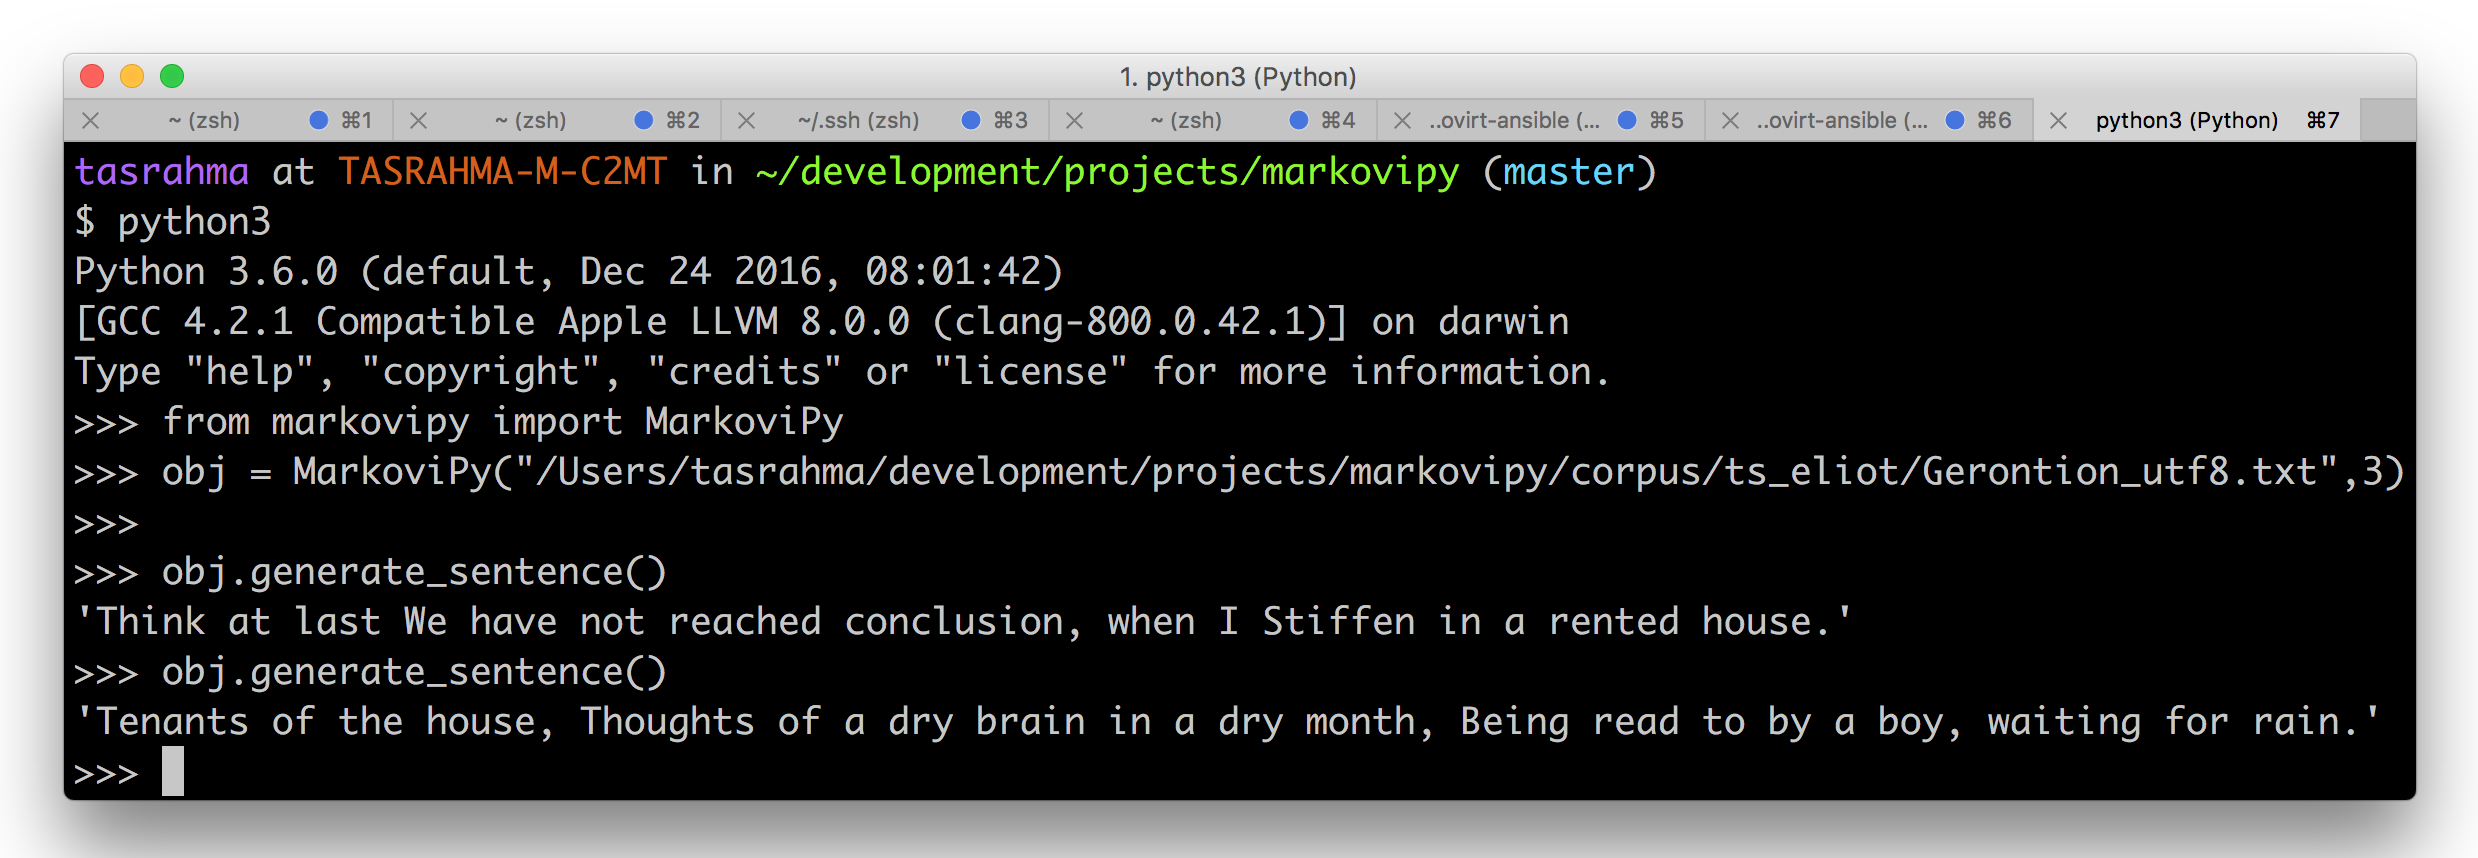 1. python3 (Python)
~ (zsh) ⌘1 ~ (zsh) ⌘2 ~/.ssh (zsh) ⌘3 ~ (zsh) ⌘4 ..ovirt-ansible (... ⌘5 ..ovirt-ansible (... ⌘6 python3 (Python) ⌘7
tasrahma at TASRAHMA-M-C2MT in ~/development/projects/markovipy (master)
$ python3
Python 3.6.0 (default, Dec 24 2016, 08:01:42)
[GCC 4.2.1 Compatible Apple LLVM 8.0.0 (clang-800.0.42.1)] on darwin
Type "help", "copyright", "credits" or "license" for more information.
>>> from markovipy import MarkoviPy
>>> obj = MarkoviPy("/Users/tasrahma/development/projects/markovipy/corpus/ts_eliot/Gerontion_utf8.txt",3)
>>>
>>> obj.generate_sentence()
'Think at last We have not reached conclusion, when I Stiffen in a rented house.'
>>> obj.generate_sentence()
'Tenants of the house, Thoughts of a dry brain in a dry month, Being read to by a boy, waiting for rain.'
>>>